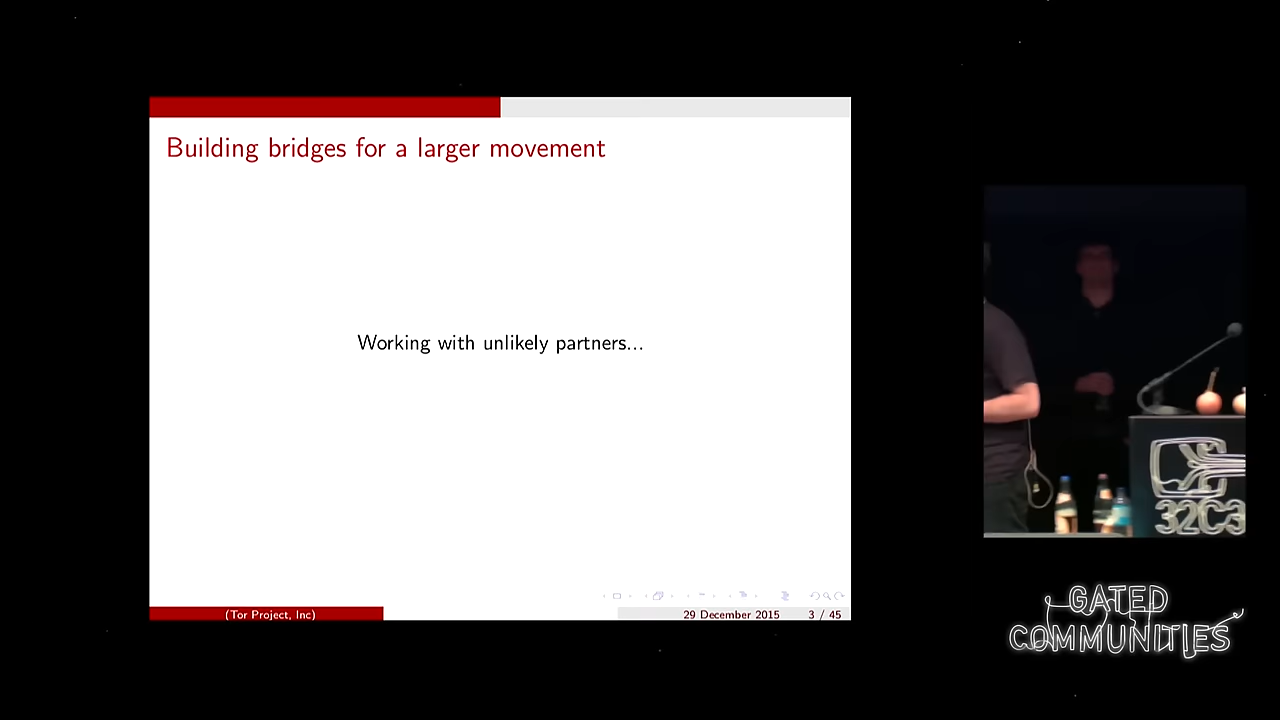 Building bridges for a larger movement
Working with unlikely partners...
(Tor Project, Inc)
29 December 2015
3 / 45
32C3
GATED
COMMUNITIES